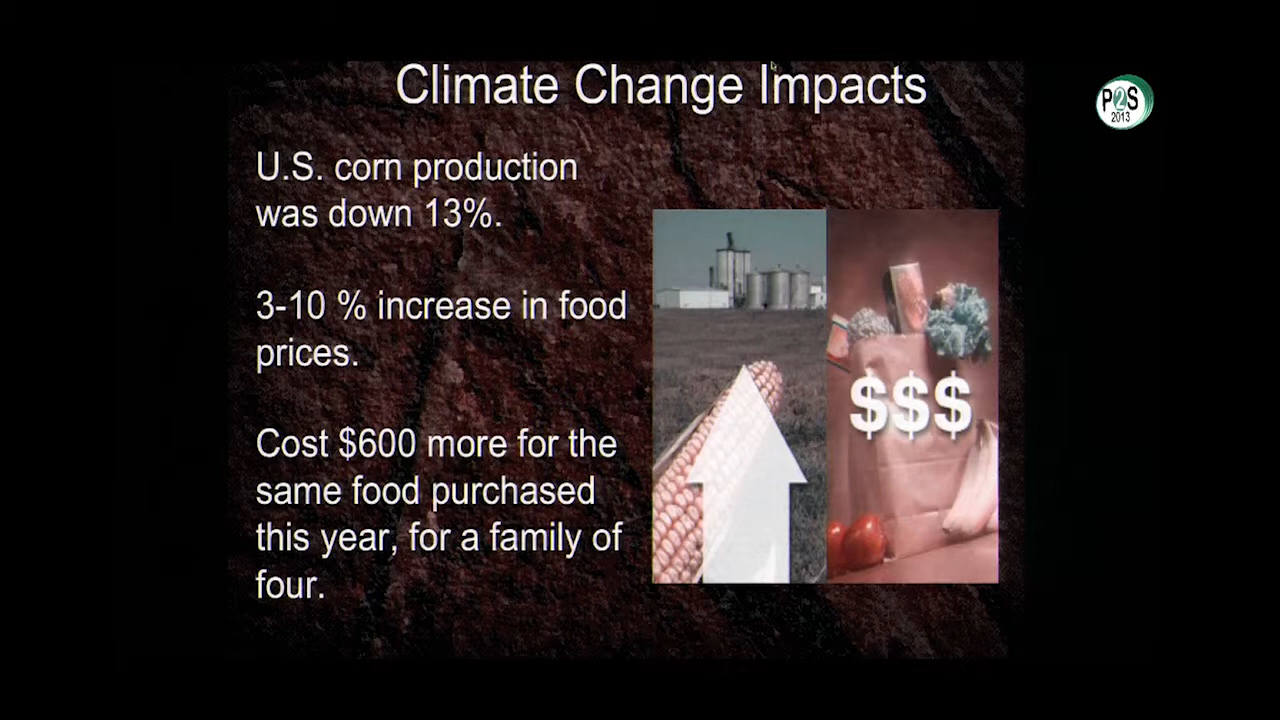 Climate Change Impacts
P2S
2013
U.S. corn production
was down 13%.
3-10 % increase in food
prices.
Cost $600 more for the
same food purchased
this year, for a family of
four.
$$$